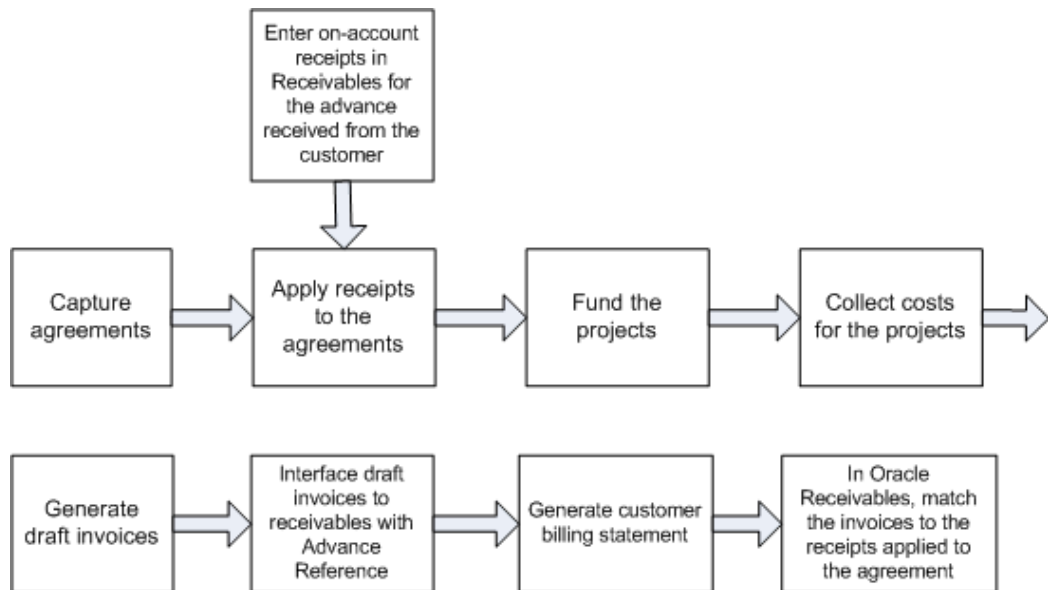 Enter on-account
receipts in
Receivables for
the advance
received from the
customer
Capture
agreements
Apply receipts
to the
agreements
Fund the
projects
Collect costs
for the projects
Generate
draft invoices
Interface draft
invoices to
receivables with
Advance
Reference
Generate customer
billing statement
In Oracle
Receivables, match
the invoices to the
receipts applied to
the agreement